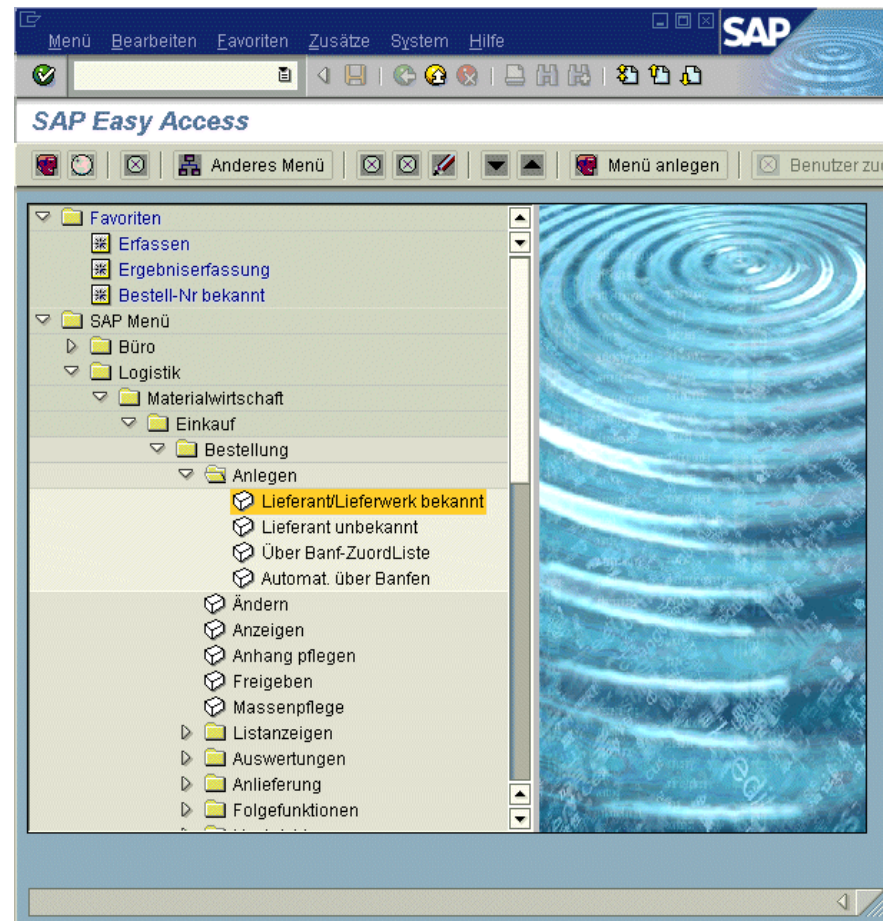 Menü Bearbeiten Favoriten Zusätze System Hilfe
SAP
SAP Easy Access
Anderes Menü Menü anlegen Benutzer
Favoriten
Erfassen
Ergebniserfassung
Bestell-Nr bekannt
SAP Menü
Büro
Logistik
Materialwirtschaft
Einkauf
Bestellung
Anlegen
Lieferant/Lieferwerk bekannt
Lieferant unbekannt
Über Banf-ZuordListe
Automat. über Banfen
Ändern
Anzeigen
Anhang pflegen
Freigeben
Massenpflege
Listanzeigen
Auswertungen
Anlieferung
Folgefunktionen